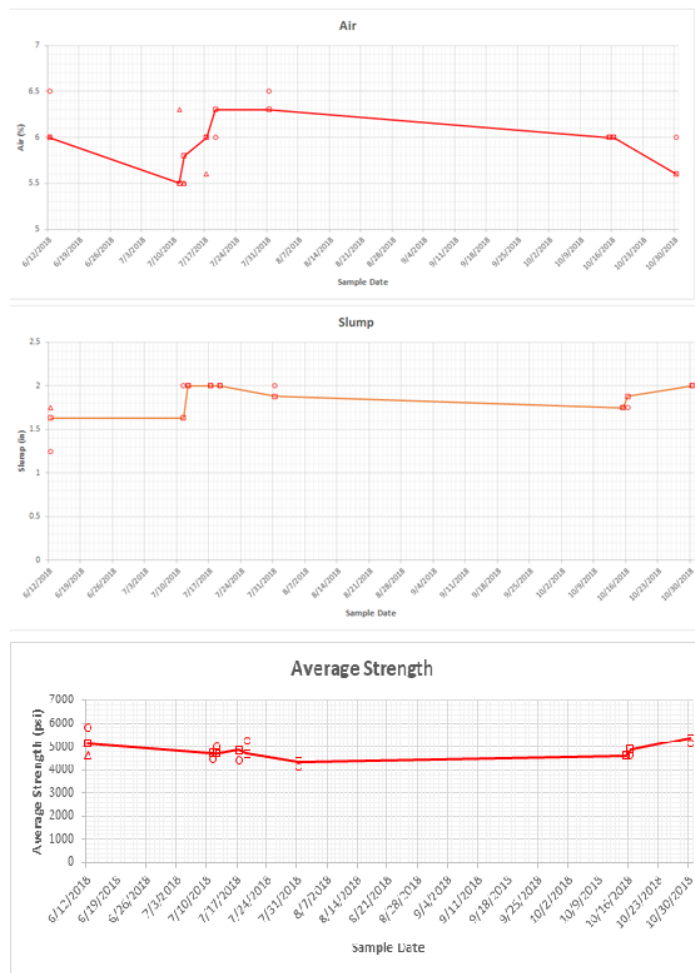 Air
7
6.5
6
5.5
5
Air (%)
6/12/2018 6/19/2018 6/26/2018 7/3/2018 7/10/2018 7/17/2018 7/24/2018 7/31/2018 8/7/2018 8/14/2018 8/21/2018 8/28/2018 9/4/2018 9/11/2018 9/18/2018 9/25/2018 10/2/2018 10/9/2018 10/16/2018 10/23/2018 10/30/2018
Sample Date
Slump
2.5
2
1.5
1
0.5
0
Slump (in)
6/12/2018 6/19/2018 6/26/2018 7/3/2018 7/10/2018 7/17/2018 7/24/2018 7/31/2018 8/7/2018 8/14/2018 8/21/2018 8/28/2018 9/4/2018 9/11/2018 9/18/2018 9/25/2018 10/2/2018 10/9/2018 10/16/2018 10/23/2018 10/30/2018
Sample Date
Average Strength
7000
6000
5000
4000
3000
2000
1000
0
Average Strength (psi)
6/12/2018 6/19/2018 6/26/2018 7/3/2018 7/10/2018 7/17/2018 7/24/2018 7/31/2018 8/7/2018 8/14/2018 8/21/2018 8/28/2018 9/4/2018 9/11/2018 9/18/2018 9/25/2018 10/2/2018 10/9/2018 10/16/2018 10/23/2018 10/30/2018
Sample Date